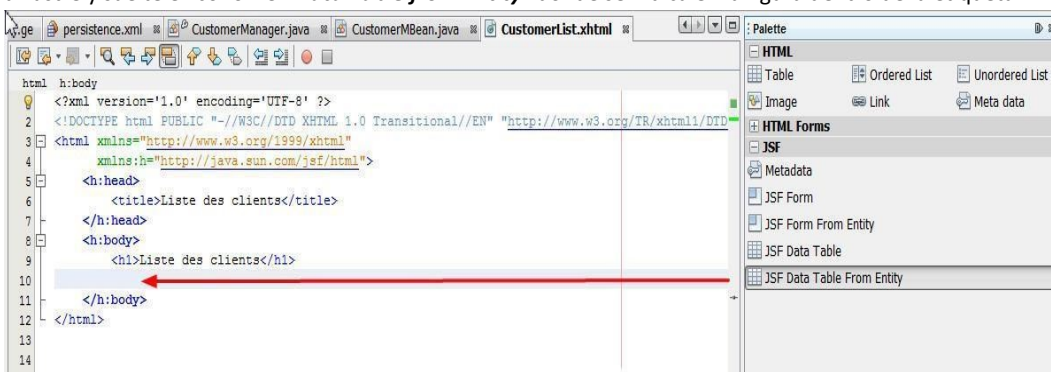 .ge persistence.xml CustomerManager.java CustomerMBean.java CustomerList.xhtml
html h:body
1 <?xml version='1.0' encoding='UTF-8' ?>
2 <!DOCTYPE html PUBLIC "-//W3C//DTD XHTML 1.0 Transitional//EN" "http://www.w3.org/TR/xhtml1/DTD
3 <html xmlns="http://www.w3.org/1999/xhtml"
4 xmlns:h="http://java.sun.com/jsf/html">
5 <h:head>
6 <title>Liste des clients</title>
7 </h:head>
8 <h:body>
9 <h1>Liste des clients</h1>
10
11 </h:body>
12 </html>
13
14
Palette
HTML
Table Ordered List Unordered List
Image Link Meta data
HTML Forms
JSF
Metadata
JSF Form
JSF Form From Entity
JSF Data Table
JSF Data Table From Entity